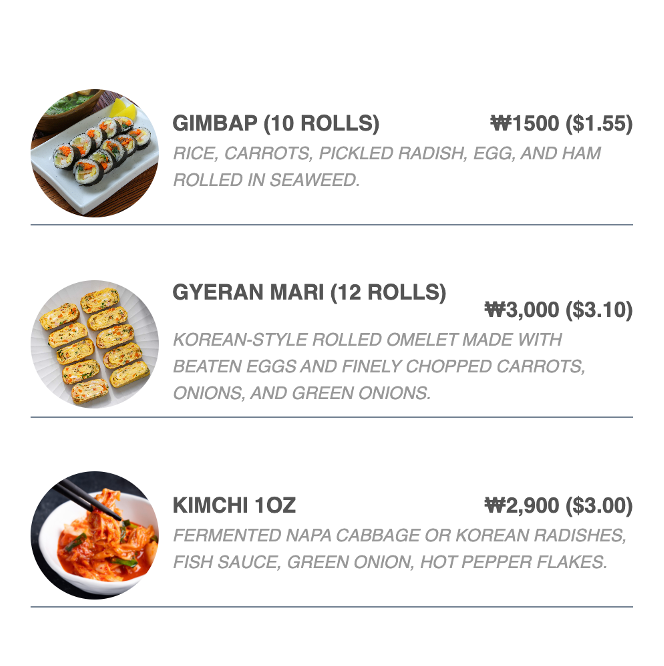 GIMBAP (10 ROLLS) ₩1500 ($1.55)
RICE, CARROTS, PICKLED RADISH, EGG, AND HAM
ROLLED IN SEAWEED.
GYERAN MARI (12 ROLLS)
₩3,000 ($3.10)
KOREAN-STYLE ROLLED OMELET MADE WITH
BEATEN EGGS AND FINELY CHOPPED CARROTS,
ONIONS, AND GREEN ONIONS.
KIMCHI 1OZ ₩2,900 ($3.00)
FERMENTED NAPA CABBAGE OR KOREAN RADISHES,
FISH SAUCE, GREEN ONION, HOT PEPPER FLAKES.